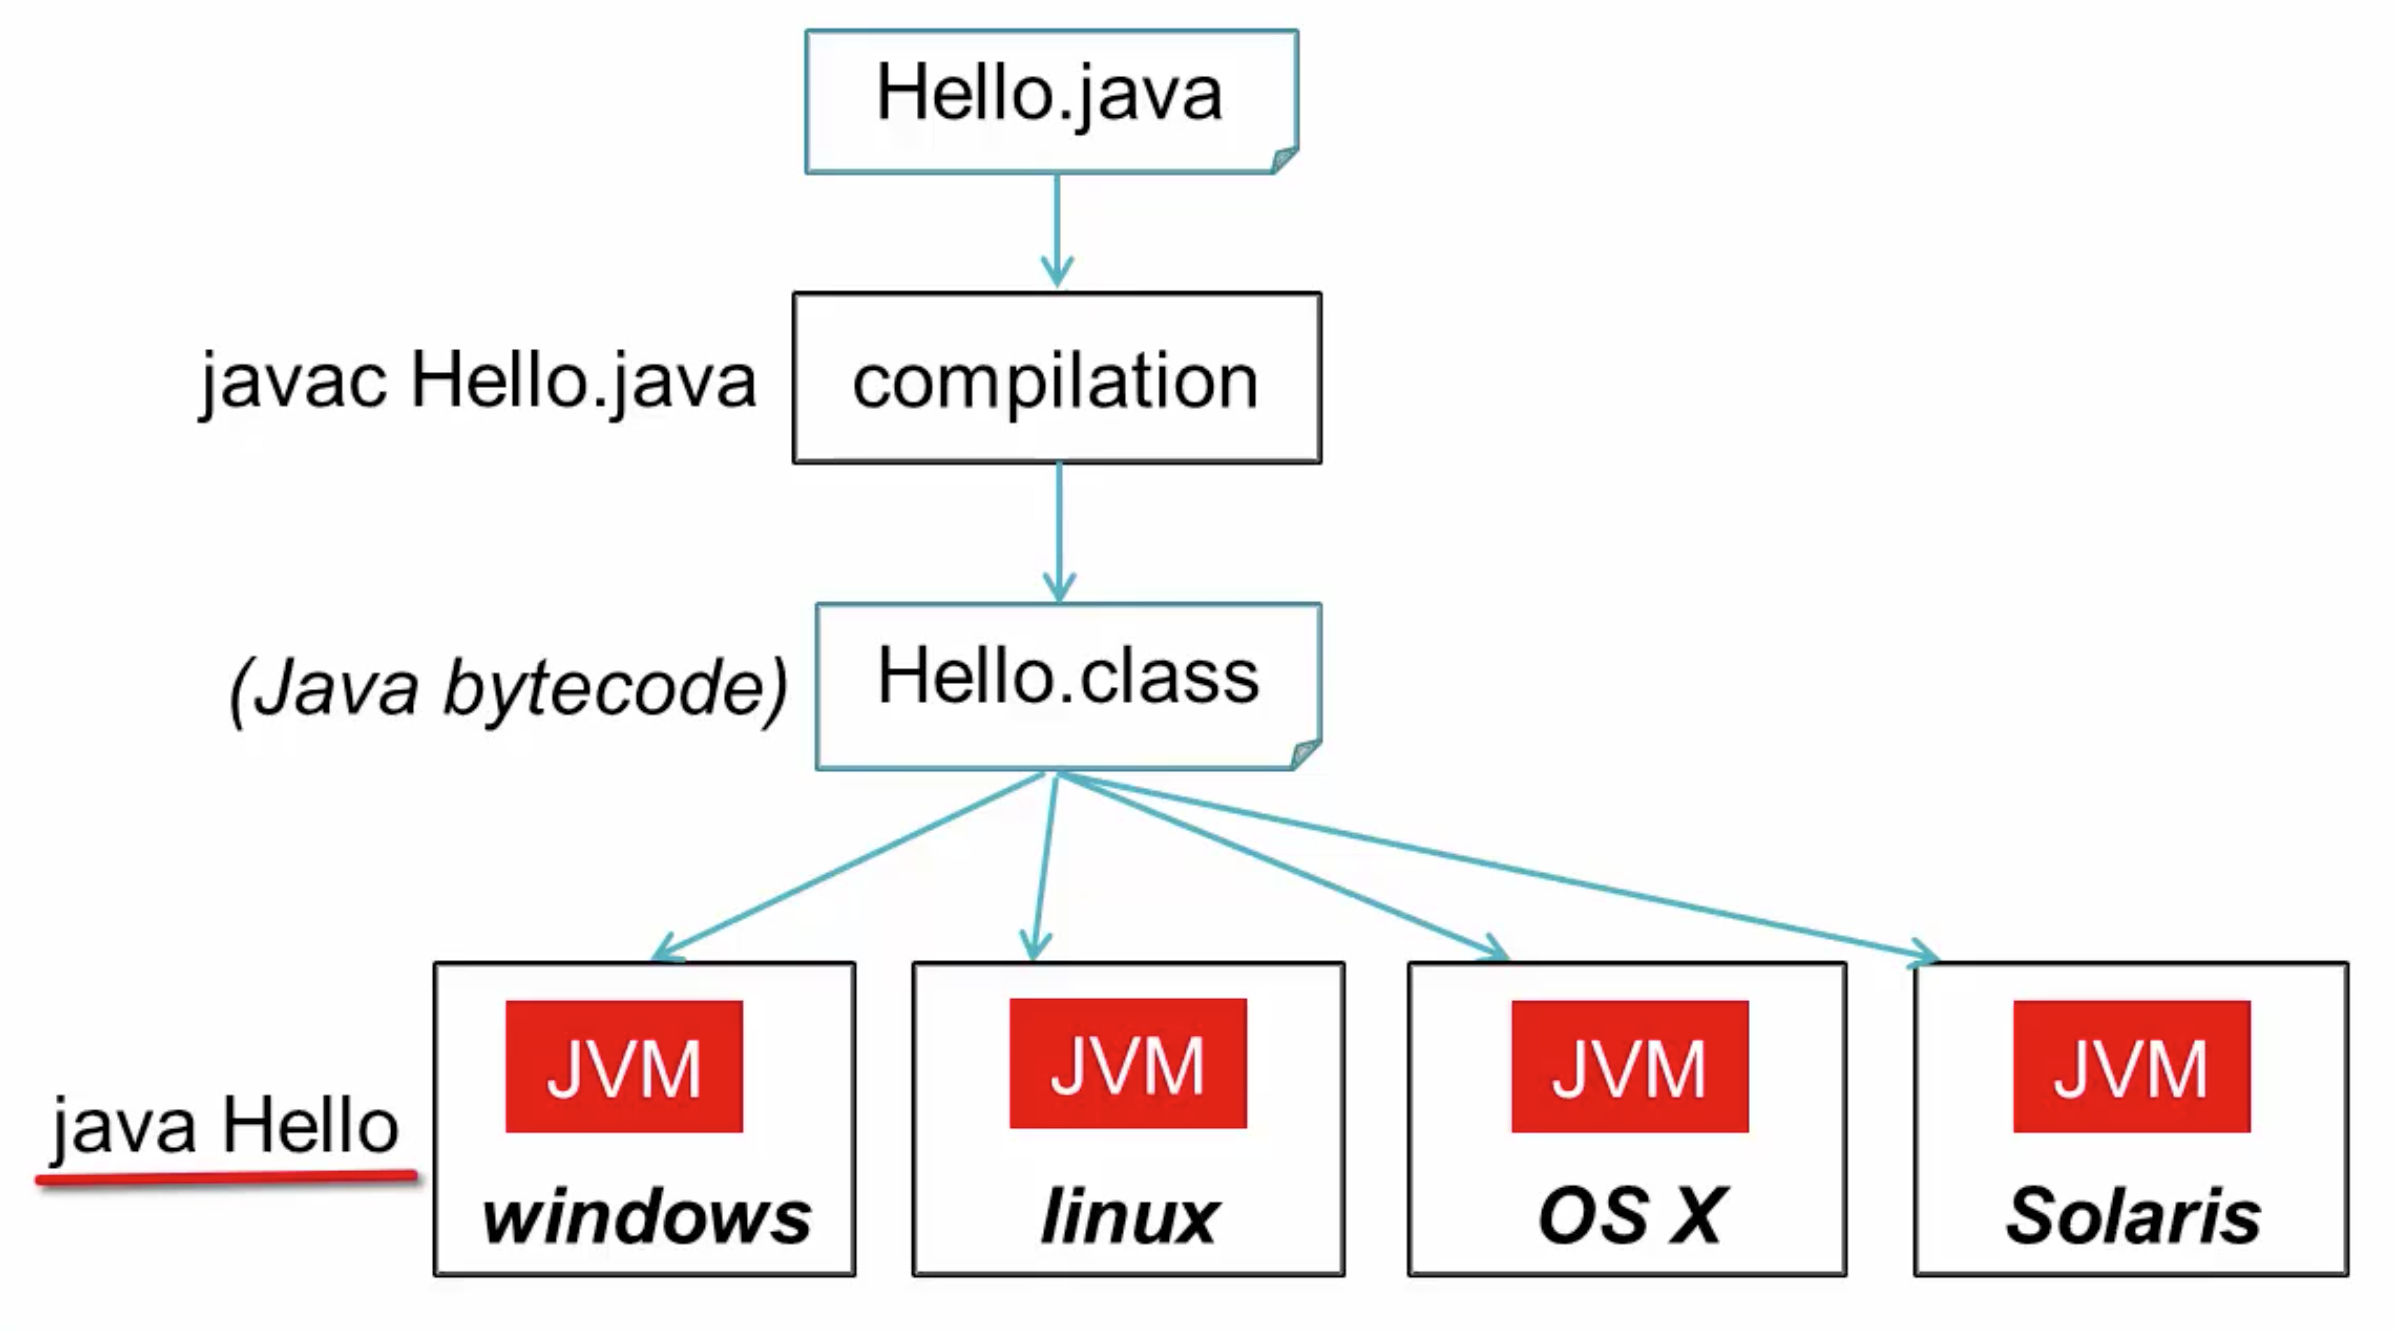 Hello.java
javac Hello.java
compilation
(Java bytecode)
Hello.class
java Hello
JVM
windows
JVM
linux
JVM
OS X
JVM
Solaris